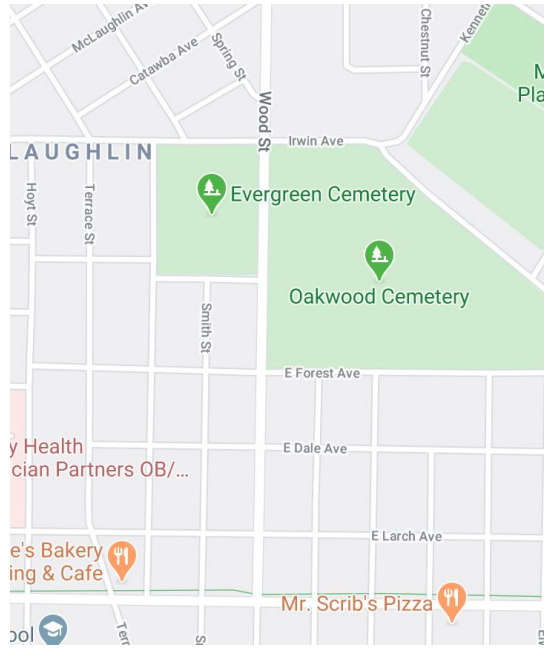 McLaughlin Ave
Catawba Ave
Spring St
Chestnut St
Wood St
Irwin Ave
LAUGHLIN
Evergreen Cemetery
Hoyt St
Terrace St
Oakwood Cemetery
Smith St
E Forest Ave
E Dale Ave
y Health
cian Partners OB/...
E Larch Ave
e's Bakery
ing & Cafe
Mr. Scrib's Pizza
ool